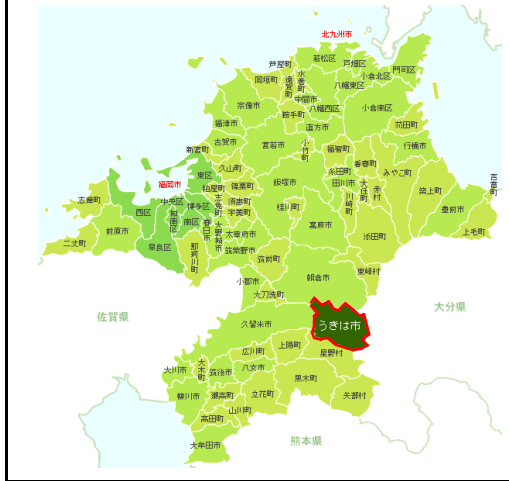 北九州市
芦屋町
水巻町
遠賀町
岡垣町
若松区
戸畑区
門司区
小倉北区
八幡東区
中間市
八幡西区
小倉南区
宗像市
鞍手町
直方市
苅田町
福津市
古賀市
宮若市
小竹町
福智町
香春町
行橋市
新宮町
久山町
糸田町
田川市
大任町
赤村
みやこ町
吉富町
福岡市
東区
粕屋町
篠栗町
飯塚市
川崎町
築上町
豊前市
上毛町
志摩町
西区
中央区
城南区
博多区
南区
志免町
須恵町
宇美町
桂川町
嘉麻市
添田町
二丈町
前原市
早良区
那珂川町
春日市
大野城市
太宰府市
筑紫野市
筑前町
朝倉市
東峰村
小郡市
大刀洗町
佐賀県
大分県
久留米市
うきは市
広川町
上陽町
星野村
大川市
大木町
筑後市
八女市
黒木町
矢部村
柳川市
瀬高町
立花町
山川町
高田町
大牟田市
熊本県